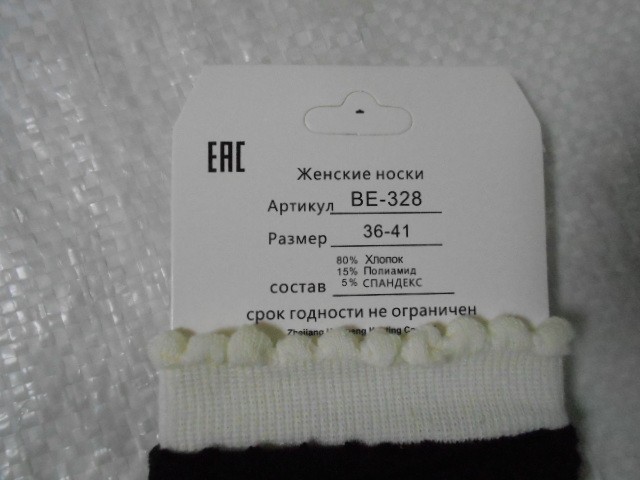 EAC
Женские носки
Артикул BE-328
Размер 36-41
80% Хлопок
15% Полиамид
состав 5% СПАНДЕКС
срок годности не ограничен
Zhejiang